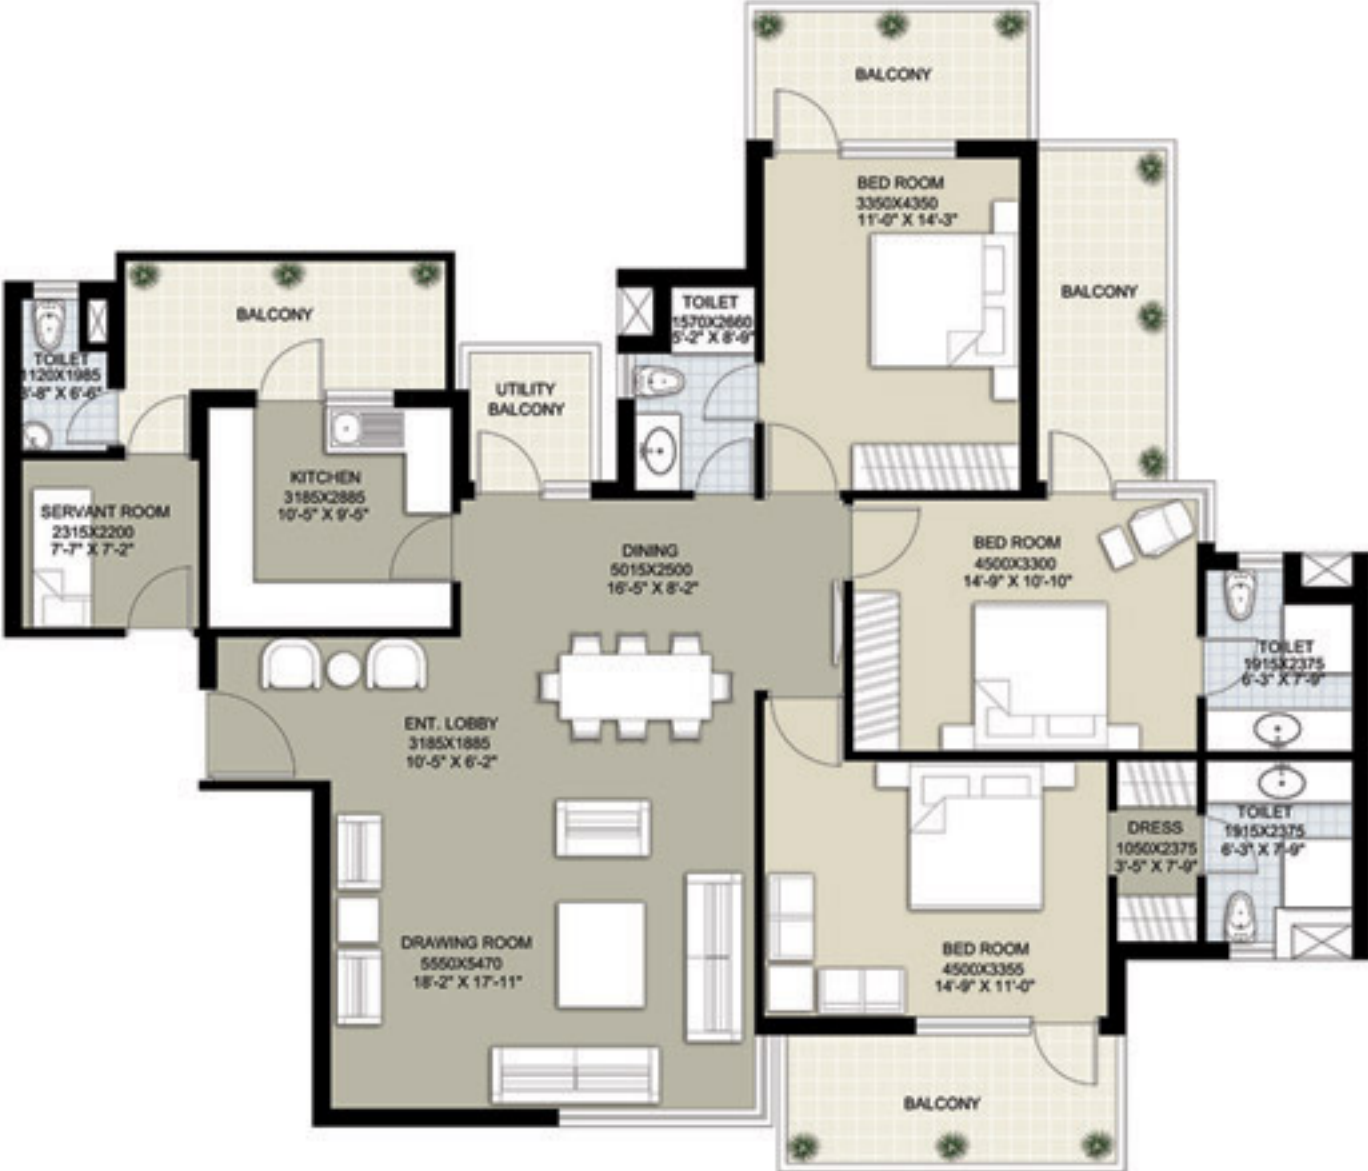 BALCONY
BED ROOM
3350X4350
11'-0" X 14'-3"
BALCONY
BALCONY
TOILET
1570X2660
5'-2" X 8'-9"
TOILET
1120X1985
3'-8" X 6'-6"
UTILITY
BALCONY
KITCHEN
3185X2885
10'-5" X 9'-5"
SERVANT ROOM
2315X2200
7'-7" X 7'-2"
DINING
5015X2500
16'-5" X 8'-2"
BED ROOM
4500X3300
14'-9" X 10'-10"
TOILET
1915X2375
6'-3" X 7'-9"
ENT. LOBBY
3185X1885
10'-5" X 6'-2"
DRESS
1050X2375
3'-5" X 7'-9"
TOILET
1915X2375
6'-3" X 7'-9"
DRAWING ROOM
5550X5470
18'-2" X 17'-11"
BED ROOM
4500X3355
14'-9" X 11'-0"
BALCONY